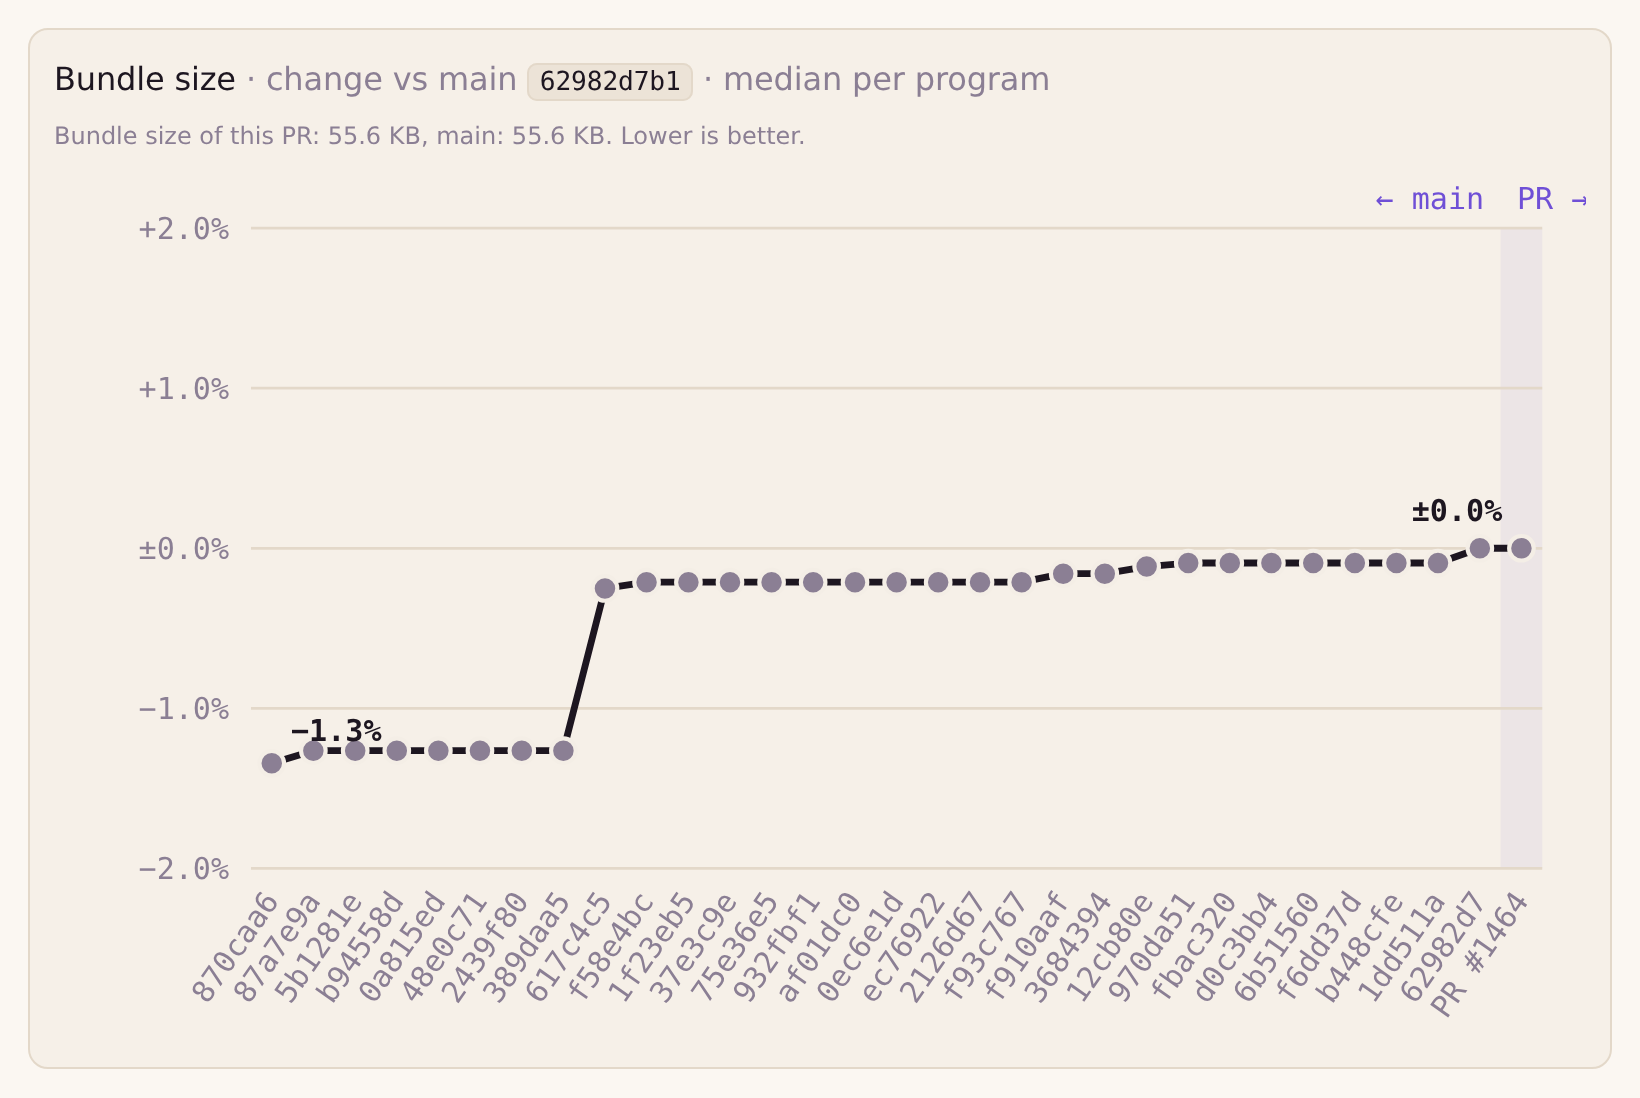 Bundle size · change vs main 62982d7b1 · median per program
Bundle size of this PR: 55.6 KB, main: 55.6 KB. Lower is better.
← main PR →
+2.0%
+1.0%
±0.0%
−1.0%
−2.0%
±0.0%
−1.3%
870caa6
87a7e9a
5b1281e
b94558d
0a815ed
48e0c71
2439f80
389daa5
617c4c5
f58e4bc
1f23eb5
37e3c9e
75e36e5
932fbf1
af01dc0
0ec6e1d
ec76922
2126d67
f93c767
f910aaf
3684394
12cb80e
970da51
fbac320
d0c3bb4
6b51560
f6dd37d
b448cfe
1dd511a
62982d7
PR #1464